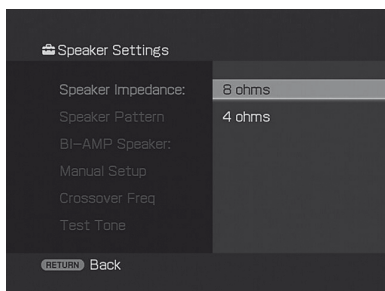 Speaker Settings
Speaker Impedance: 8 ohms
Speaker Pattern 4 ohms
BI-AMP Speaker:
Manual Setup
Crossover Freq
Test Tone
RETURN Back